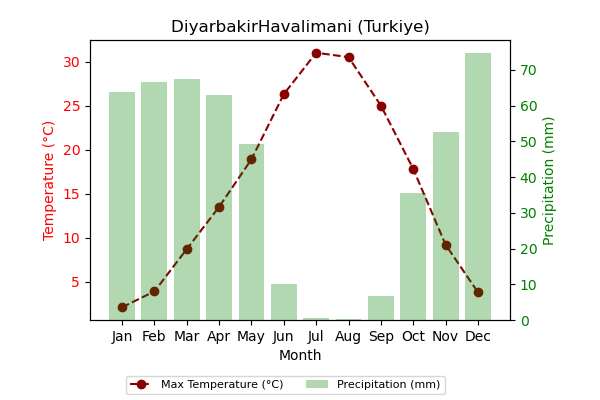 DiyarbakirHavalimani (Turkiye)
30
25
20
15
10
5
Temperature (°C)
70
60
50
40
30
20
10
0
Precipitation (mm)
Jan Feb Mar Apr May Jun Jul Aug Sep Oct Nov Dec
Month
Max Temperature (°C) Precipitation (mm)